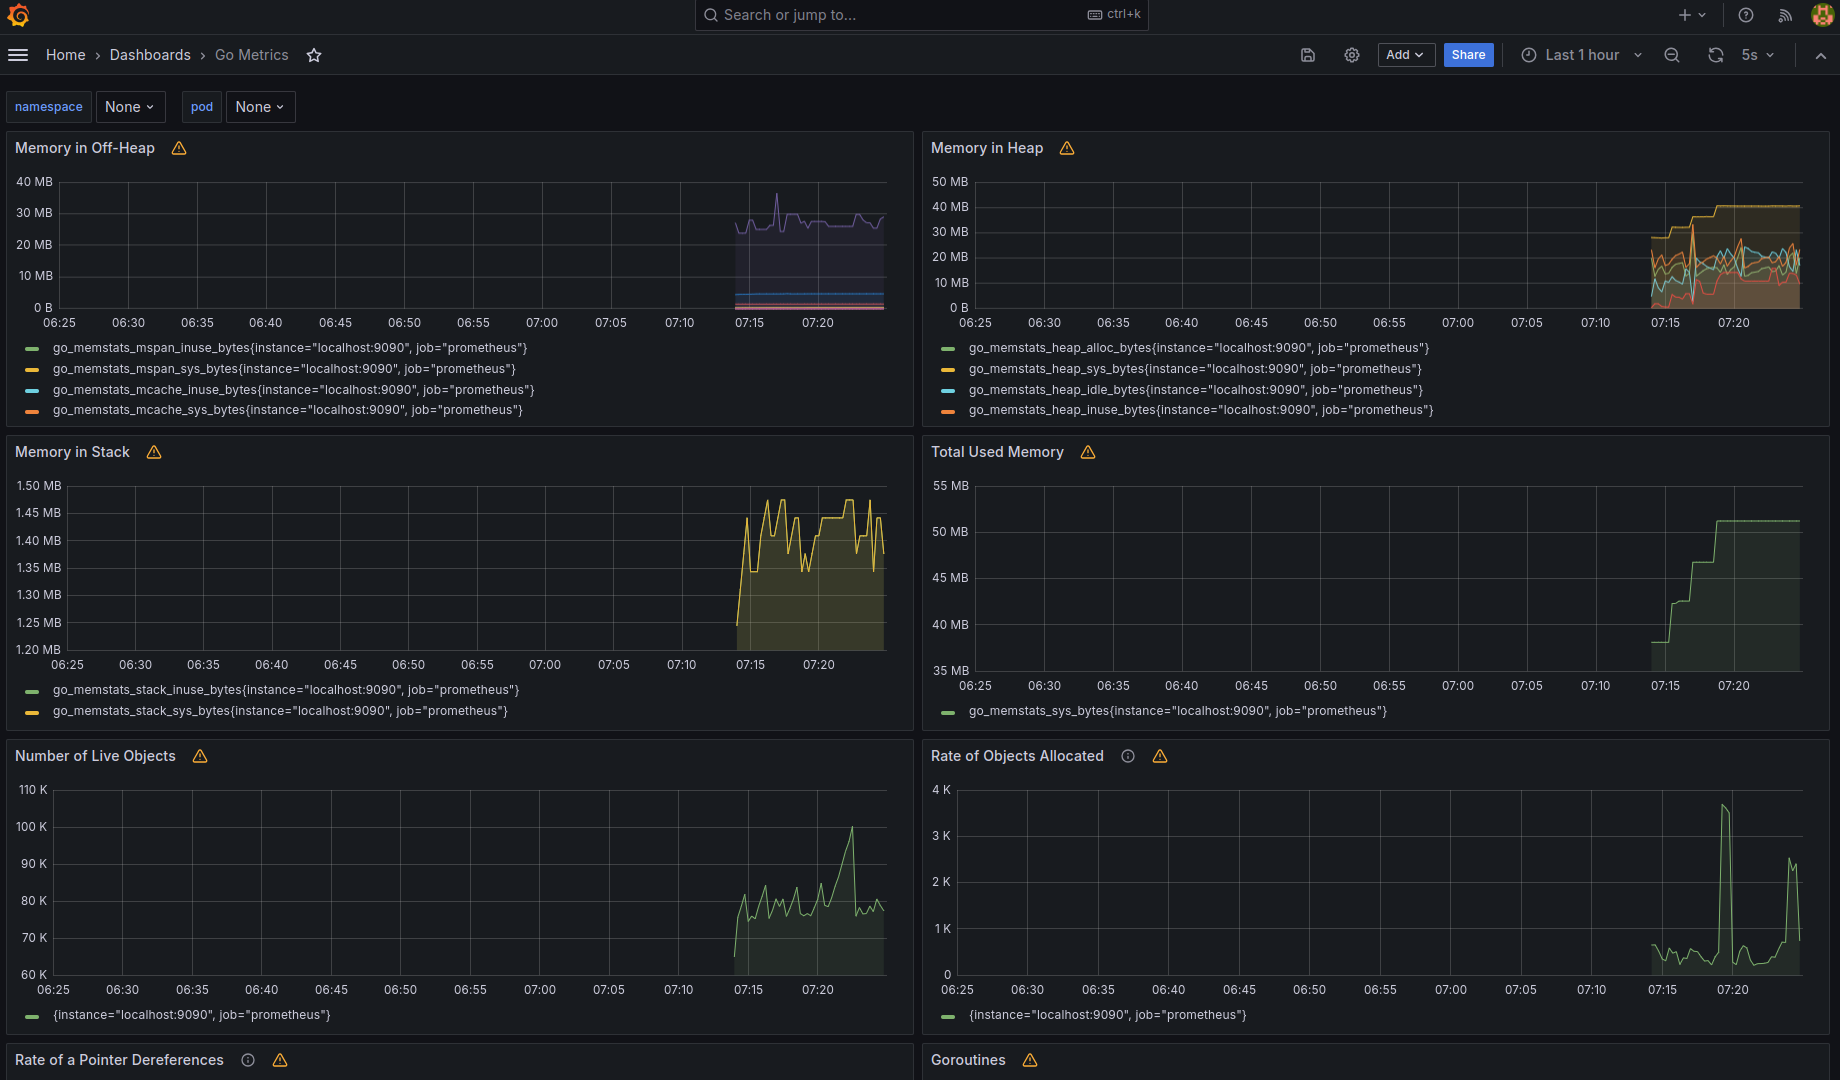 Search or jump to... ctrl+k
Home › Dashboards › Go Metrics Add Share Last 1 hour 5s
namespace None pod None
Memory in Off-Heap
40 MB
30 MB
20 MB
10 MB
0 B
06:25 06:30 06:35 06:40 06:45 06:50 06:55 07:00 07:05 07:10 07:15 07:20
go_memstats_mspan_inuse_bytes{instance="localhost:9090", job="prometheus"}
go_memstats_mspan_sys_bytes{instance="localhost:9090", job="prometheus"}
go_memstats_mcache_inuse_bytes{instance="localhost:9090", job="prometheus"}
go_memstats_mcache_sys_bytes{instance="localhost:9090", job="prometheus"}
Memory in Heap
50 MB
40 MB
30 MB
20 MB
10 MB
0 B
06:25 06:30 06:35 06:40 06:45 06:50 06:55 07:00 07:05 07:10 07:15 07:20
go_memstats_heap_alloc_bytes{instance="localhost:9090", job="prometheus"}
go_memstats_heap_sys_bytes{instance="localhost:9090", job="prometheus"}
go_memstats_heap_idle_bytes{instance="localhost:9090", job="prometheus"}
go_memstats_heap_inuse_bytes{instance="localhost:9090", job="prometheus"}
Memory in Stack
1.50 MB
1.45 MB
1.40 MB
1.35 MB
1.30 MB
1.25 MB
1.20 MB
06:25 06:30 06:35 06:40 06:45 06:50 06:55 07:00 07:05 07:10 07:15 07:20
go_memstats_stack_inuse_bytes{instance="localhost:9090", job="prometheus"}
go_memstats_stack_sys_bytes{instance="localhost:9090", job="prometheus"}
Total Used Memory
55 MB
50 MB
45 MB
40 MB
35 MB
06:25 06:30 06:35 06:40 06:45 06:50 06:55 07:00 07:05 07:10 07:15 07:20
go_memstats_sys_bytes{instance="localhost:9090", job="prometheus"}
Number of Live Objects
110 K
100 K
90 K
80 K
70 K
60 K
06:25 06:30 06:35 06:40 06:45 06:50 06:55 07:00 07:05 07:10 07:15 07:20
{instance="localhost:9090", job="prometheus"}
Rate of Objects Allocated
4 K
3 K
2 K
1 K
0
06:25 06:30 06:35 06:40 06:45 06:50 06:55 07:00 07:05 07:10 07:15 07:20
{instance="localhost:9090", job="prometheus"}
Rate of a Pointer Dereferences
Goroutines